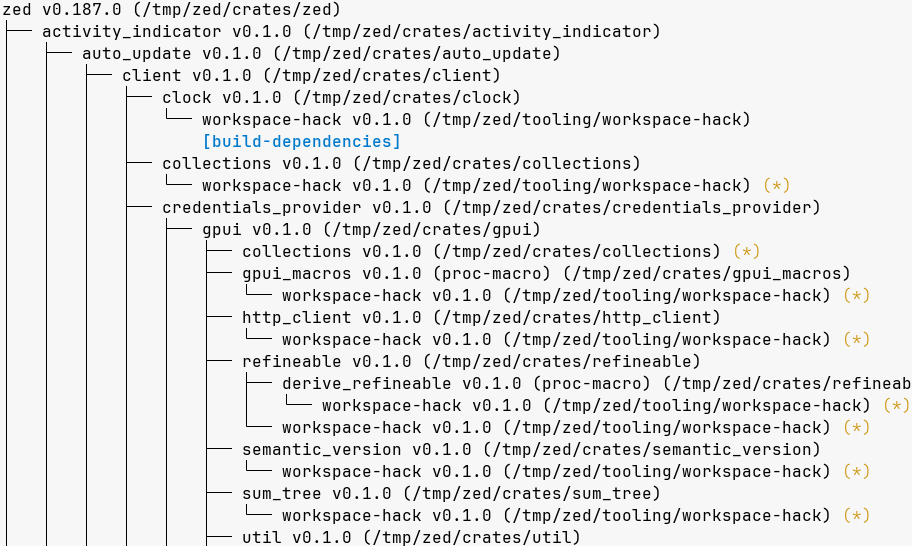 zed v0.187.0 (/tmp/zed/crates/zed)
├── activity_indicator v0.1.0 (/tmp/zed/crates/activity_indicator)
│   ├── auto_update v0.1.0 (/tmp/zed/crates/auto_update)
│   │   ├── client v0.1.0 (/tmp/zed/crates/client)
│   │   │   ├── clock v0.1.0 (/tmp/zed/crates/clock)
│   │   │   │   └── workspace-hack v0.1.0 (/tmp/zed/tooling/workspace-hack)
│   │   │   │       [build-dependencies]
│   │   │   ├── collections v0.1.0 (/tmp/zed/crates/collections)
│   │   │   │   └── workspace-hack v0.1.0 (/tmp/zed/tooling/workspace-hack) (*)
│   │   │   ├── credentials_provider v0.1.0 (/tmp/zed/crates/credentials_provider)
│   │   │   │   ├── gpui v0.1.0 (/tmp/zed/crates/gpui)
│   │   │   │   │   ├── collections v0.1.0 (/tmp/zed/crates/collections) (*)
│   │   │   │   │   ├── gpui_macros v0.1.0 (proc-macro) (/tmp/zed/crates/gpui_macros)
│   │   │   │   │   │   └── workspace-hack v0.1.0 (/tmp/zed/tooling/workspace-hack) (*)
│   │   │   │   │   ├── http_client v0.1.0 (/tmp/zed/crates/http_client)
│   │   │   │   │   │   └── workspace-hack v0.1.0 (/tmp/zed/tooling/workspace-hack) (*)
│   │   │   │   │   ├── refineable v0.1.0 (/tmp/zed/crates/refineable)
│   │   │   │   │   │   ├── derive_refineable v0.1.0 (proc-macro) (/tmp/zed/crates/refineab
│   │   │   │   │   │   │   └── workspace-hack v0.1.0 (/tmp/zed/tooling/workspace-hack) (*)
│   │   │   │   │   │   └── workspace-hack v0.1.0 (/tmp/zed/tooling/workspace-hack) (*)
│   │   │   │   │   ├── semantic_version v0.1.0 (/tmp/zed/crates/semantic_version)
│   │   │   │   │   │   └── workspace-hack v0.1.0 (/tmp/zed/tooling/workspace-hack) (*)
│   │   │   │   │   ├── sum_tree v0.1.0 (/tmp/zed/crates/sum_tree)
│   │   │   │   │   │   └── workspace-hack v0.1.0 (/tmp/zed/tooling/workspace-hack) (*)
│   │   │   │   │   ├── util v0.1.0 (/tmp/zed/crates/util)